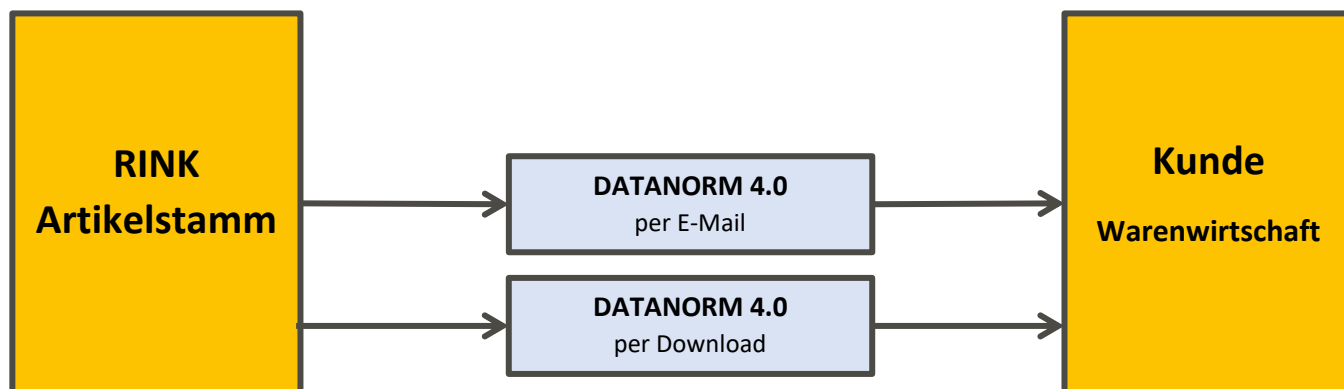 RINK
Artikelstamm
DATANORM 4.0
per E-Mail
DATANORM 4.0
per Download
Kunde
Warenwirtschaft